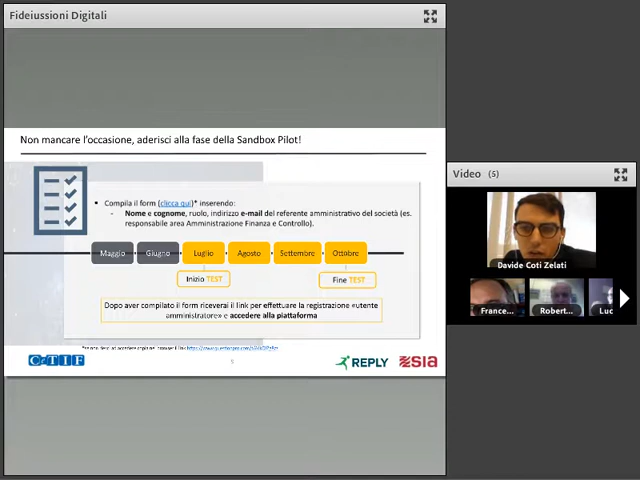 Fideiussioni Digitali
Non mancare l'occasione, aderisci alla fase della Sandbox Pilot!
Compila il form (clicca qui)* inserendo:
- Nome e cognome, ruolo, indirizzo e-mail del referente amministrativo del società (es.
responsabile area Amministrazione Finanza e Controllo).
Maggio Giugno Luglio Agosto Settembre Ottobre
Inizio TEST Fine TEST
Dopo aver compilato il form riceverai il link per effettuare la registrazione «utente
amministratore» e accedere alla piattaforma
CeTIF
REPLY
SIA
Video (5)
Davide Coti Zelati
France...
Robert...
Luc